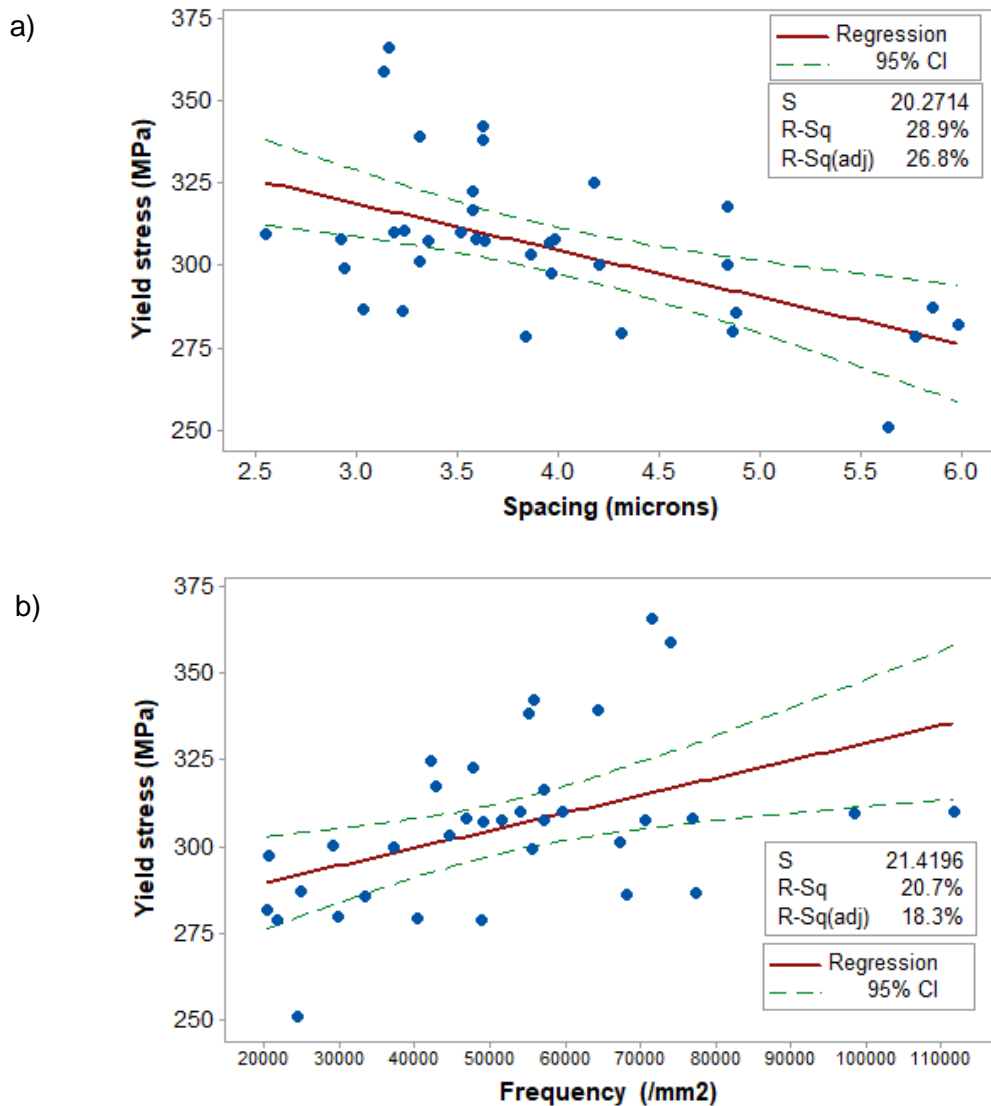 a)
375
350
325
300
275
250
Yield stress (MPa)
Regression
95% CI
S 20.2714
R-Sq 28.9%
R-Sq(adj) 26.8%
2.5 3.0 3.5 4.0 4.5 5.0 5.5 6.0
Spacing (microns)
b)
375
350
325
300
275
250
Yield stress (MPa)
S 21.4196
R-Sq 20.7%
R-Sq(adj) 18.3%
Regression
95% CI
20000 30000 40000 50000 60000 70000 80000 90000 100000 110000
Frequency (/mm2)